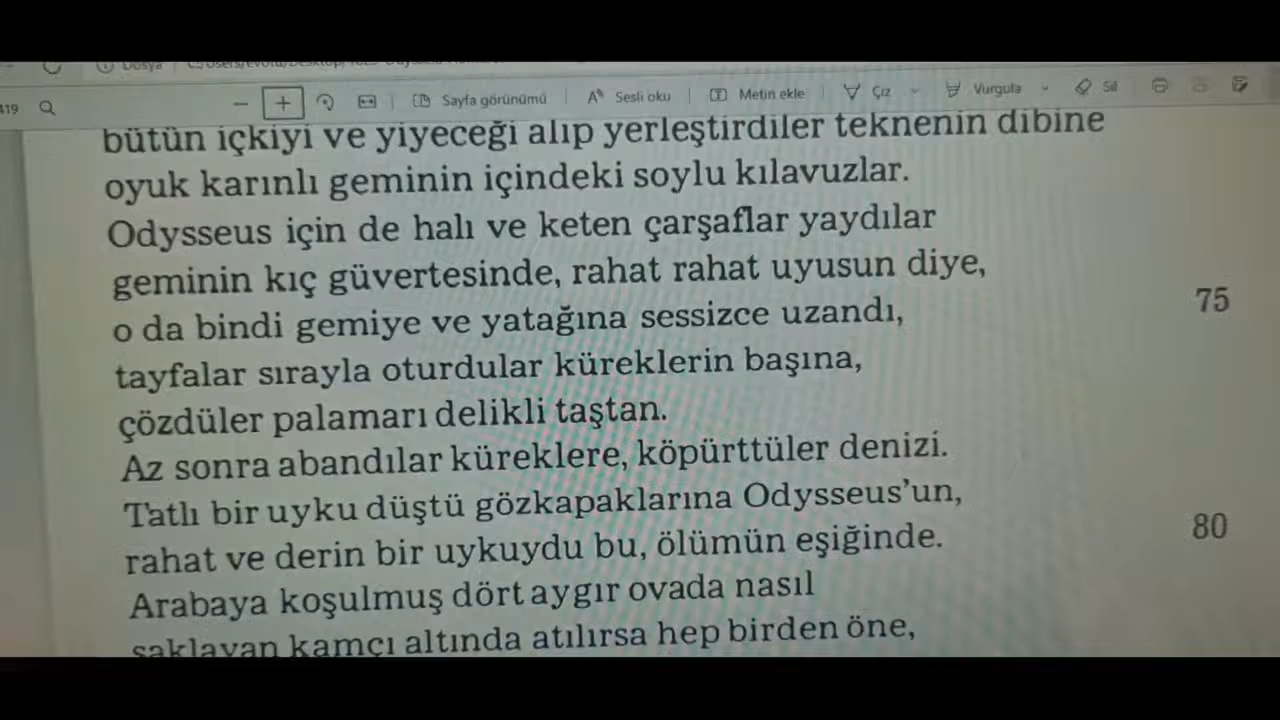 Dosya
419
Sayfa görünümü
Sesli oku
Metin ekle
Çiz
Vurgula
Sil
bütün içkiyi ve yiyeceği alıp yerleştirdiler teknenin dibine
oyuk karınlı geminin içindeki soylu kılavuzlar.
Odysseus için de halı ve keten çarşaflar yaydılar
geminin kıç güvertesinde, rahat rahat uyusun diye,
o da bindi gemiye ve yatağına sessizce uzandı, 75
tayfalar sırayla oturdular küreklerin başına,
çözdüler palamarı delikli taştan.
Az sonra abandılar küreklere, köpürttüler denizi.
Tatlı bir uyku düştü gözkapaklarına Odysseus'un,
rahat ve derin bir uykuydu bu, ölümün eşiğinde. 80
Arabaya koşulmuş dört aygır ovada nasıl
şaklayan kamçı altında atılırsa hep birden öne,